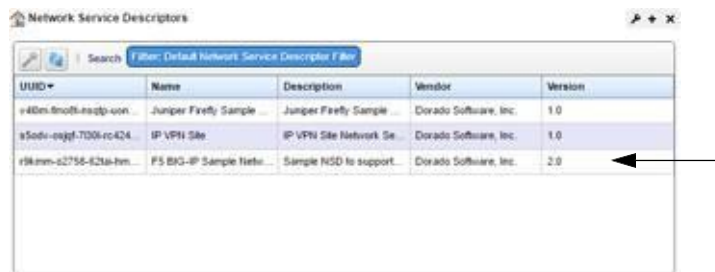 Network Service Descriptors
Search Filter: Default Network Service Descriptor Filter
UUID Name Description Vendor Version
Juniper Firefly Sample ... Juniper Firefly Sample ... Dorado Software, Inc. 1.0
IP VPN Site IP VPN Site Network Se... Dorado Software, Inc. 1.0
F5 BIG-IP Sample Netw... Sample NSD to support... Dorado Software, Inc. 2.0